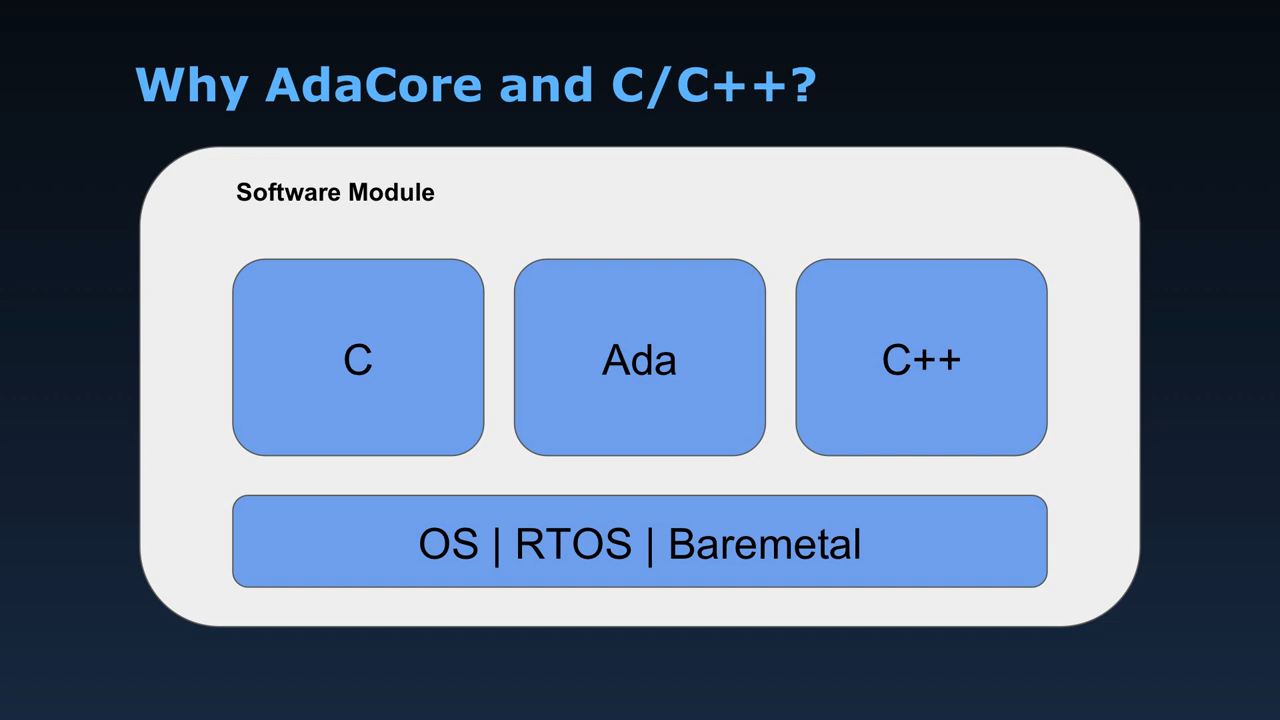 Why AdaCore and C/C++?
Software Module
C
Ada
C++
OS | RTOS | Baremetal